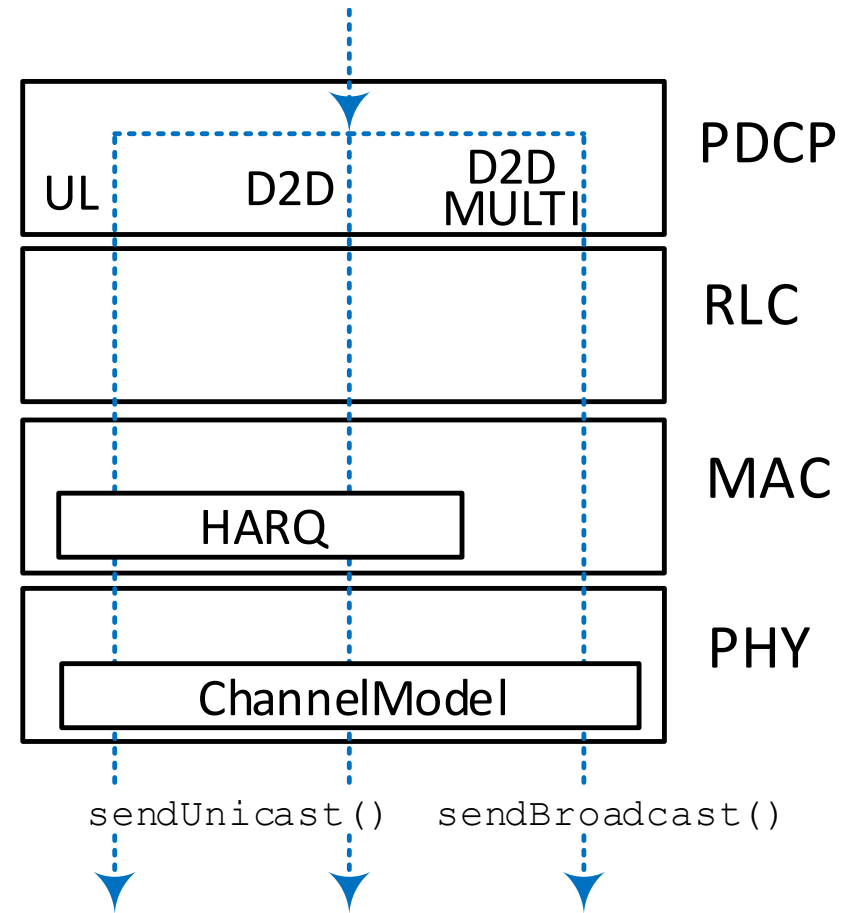 PDCP
UL
D2D
D2D
MULTI
RLC
MAC
HARQ
PHY
ChannelModel
sendUnicast()
sendBroadcast()